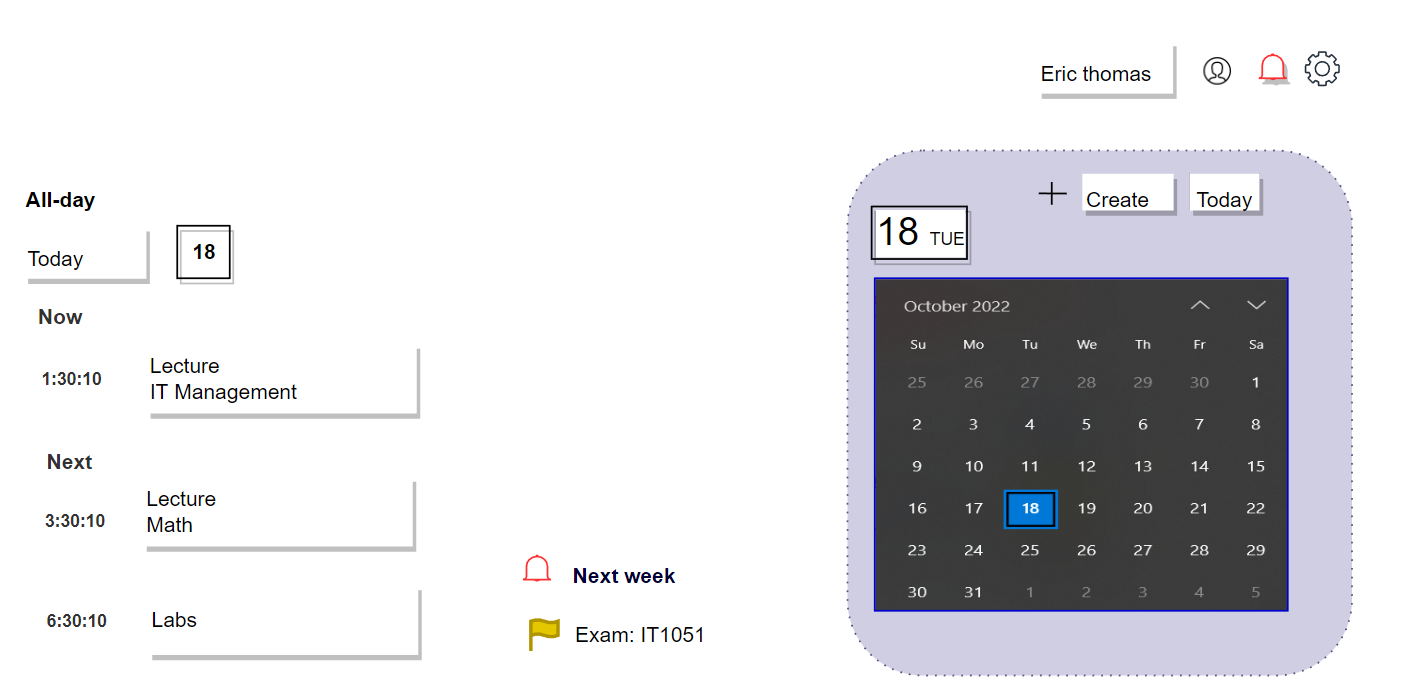 Eric thomas
All-day
Today 18
Now
1:30:10 Lecture
IT Management
Next
3:30:10 Lecture
Math
6:30:10 Labs
Next week
Exam: IT1051
Create Today
18 TUE
October 2022
Su Mo Tu We Th Fr Sa
25 26 27 28 29 30 1
2 3 4 5 6 7 8
9 10 11 12 13 14 15
16 17 18 19 20 21 22
23 24 25 26 27 28 29
30 31 1 2 3 4 5